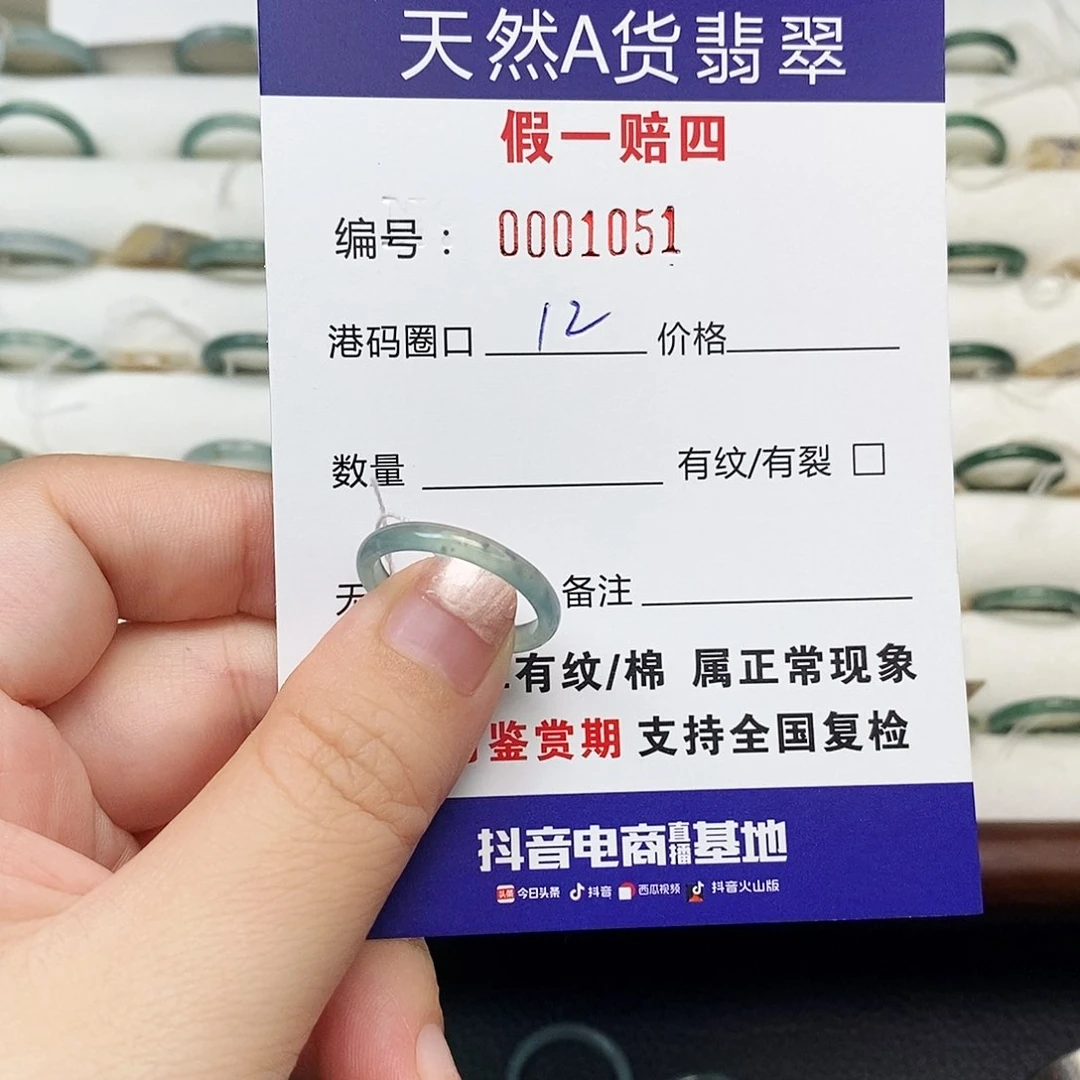 天然A货翡翠
假一赔四
编号： 0001051
港码圈口 12 价格
数量 有纹/有裂 □
备注
有纹/棉 属正常现象
鉴赏期 支持全国复检
抖音电商直播基地
头条 今日头条 抖音 西瓜视频 抖音火山版